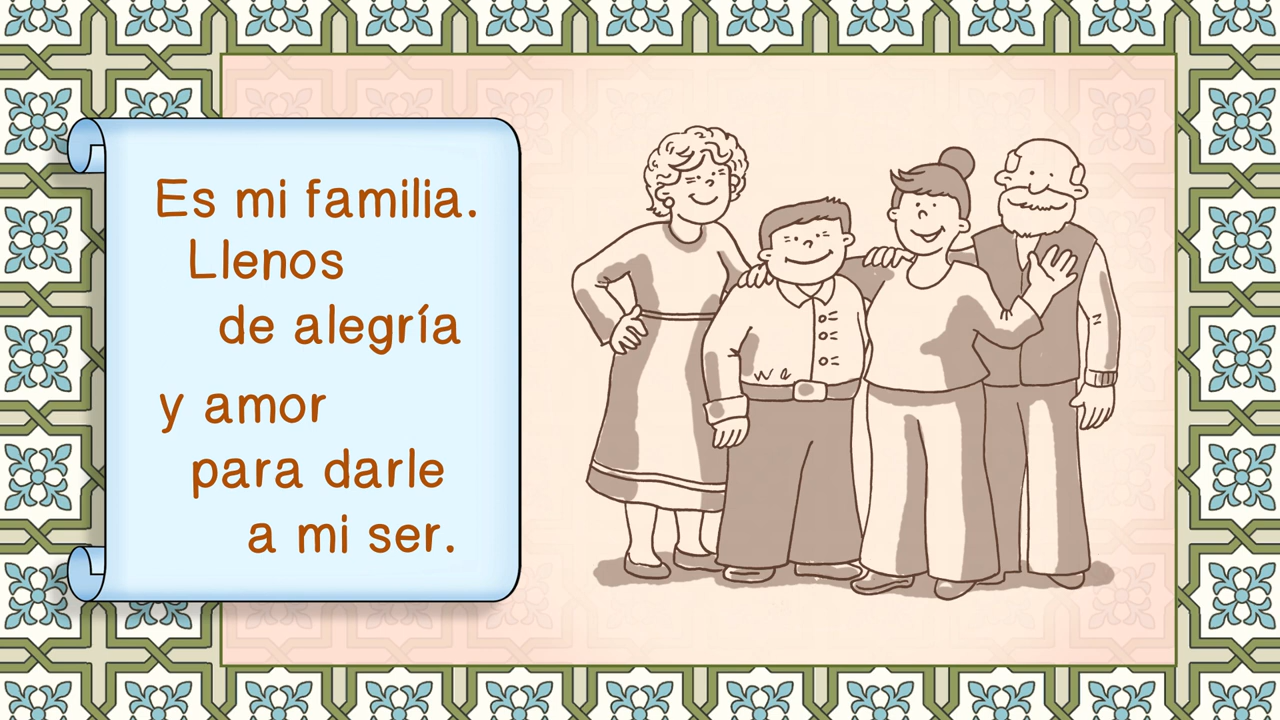 Es mi familia.
Llenos
de alegría
y amor
para darle
a mi ser.